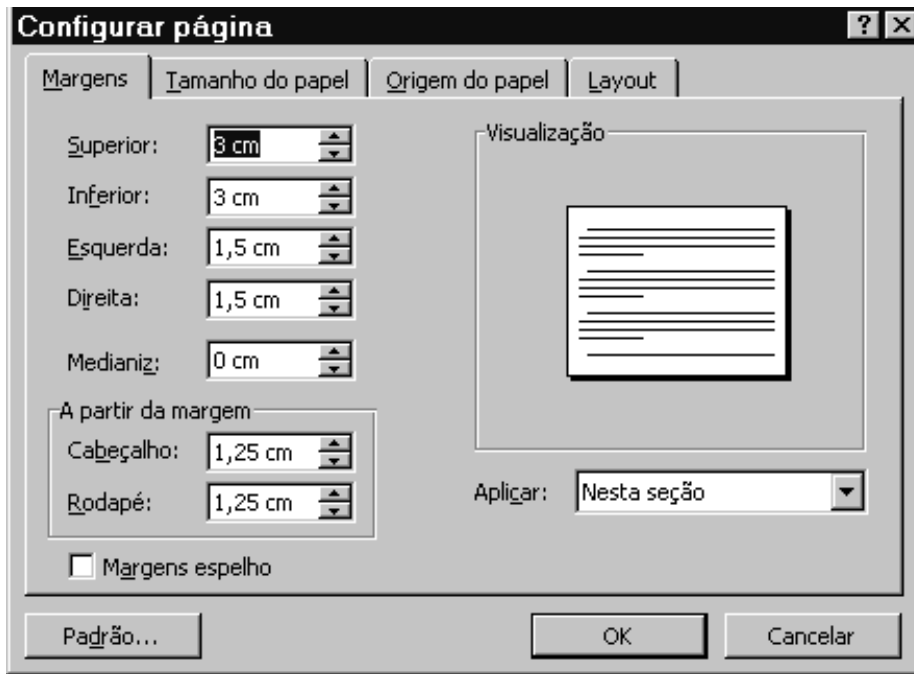 Configurar página
Margens Tamanho do papel Origem do papel Layout
Superior: 3 cm
Inferior: 3 cm
Esquerda: 1,5 cm
Direita: 1,5 cm
Medianiz: 0 cm
A partir da margem
Cabeçalho: 1,25 cm
Rodapé: 1,25 cm
Margens espelho
Visualização
Aplicar: Nesta seção
Padrão... OK Cancelar